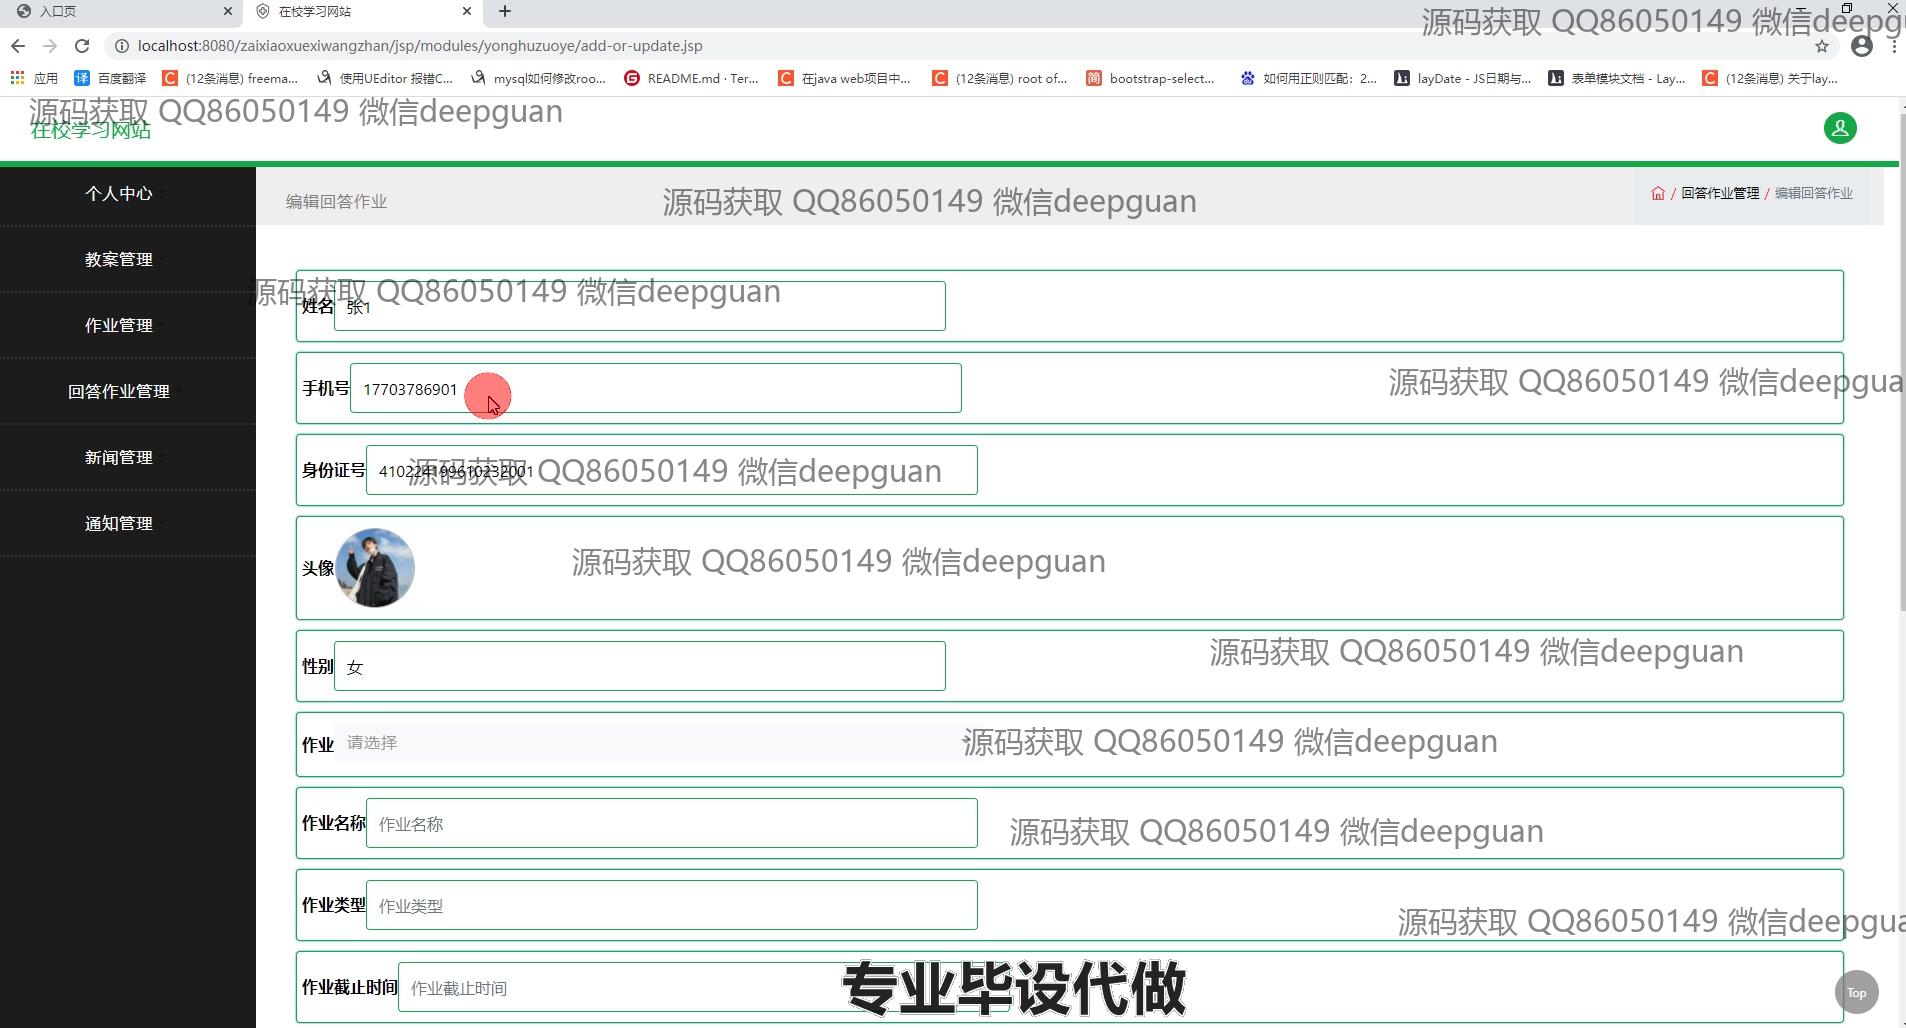 入口页
在校学习网站
源码获取 QQ86050149 微信deepgu
localhost:8080/zaixiaoxuexiwangzhan/jsp/modules/yonghuzuoye/add-or-update.jsp
应用
百度翻译
(12条消息) freema...
使用UEditor 报错C...
mysql如何修改roo...
README.md · Ter...
在java web项目中...
(12条消息) root of...
bootstrap-select...
如何用正则匹配：2...
layDate - JS日期与...
表单模块文档 - Lay...
(12条消息) 关于lay...
源码获取 QQ86050149 微信deepguan
在校学习网站
个人中心
教案管理
作业管理
回答作业管理
新闻管理
通知管理
编辑回答作业
源码获取 QQ86050149 微信deepguan
/ 回答作业管理 / 编辑回答作业
源码获取 QQ86050149 微信deepguan
姓名 张1
手机号 17703786901
源码获取 QQ86050149 微信deepgua
身份证号 410224199610232001
源码获取 QQ86050149 微信deepguan
头像
源码获取 QQ86050149 微信deepguan
性别 女
源码获取 QQ86050149 微信deepguan
作业 请选择
源码获取 QQ86050149 微信deepguan
作业名称 作业名称
源码获取 QQ86050149 微信deepguan
作业类型 作业类型
源码获取 QQ86050149 微信deepgua
作业截止时间 作业截止时间
专业毕设代做
Top